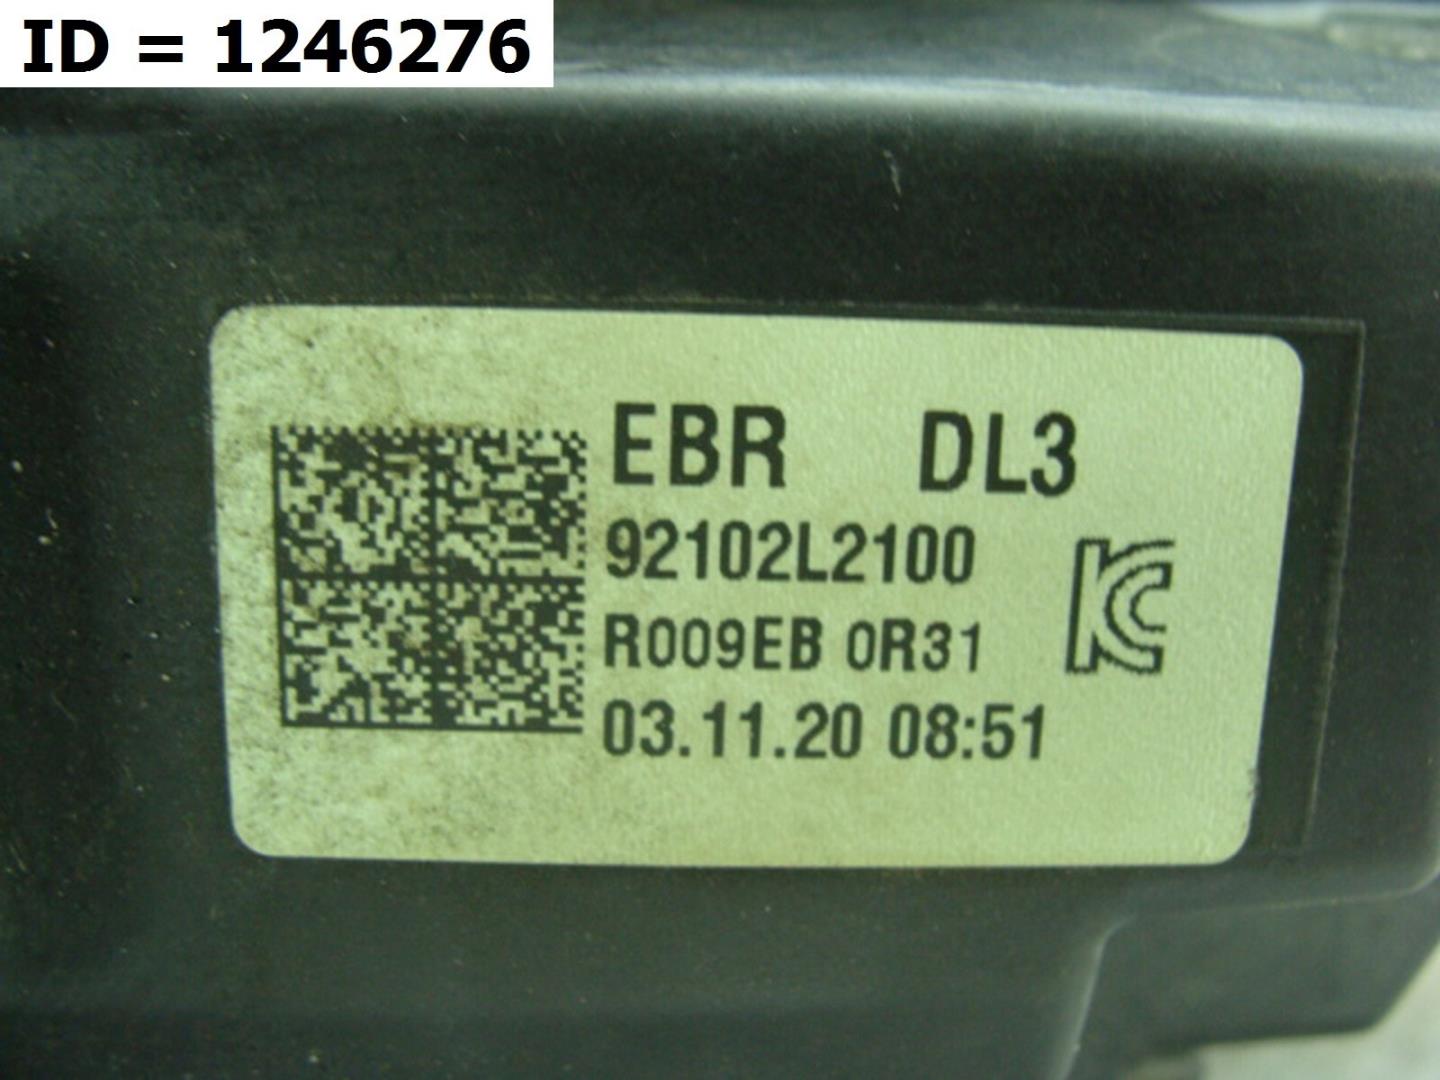 ID = 1246276
EBR DL3
92102L2100
R009EB 0R31
03.11.20 08:51